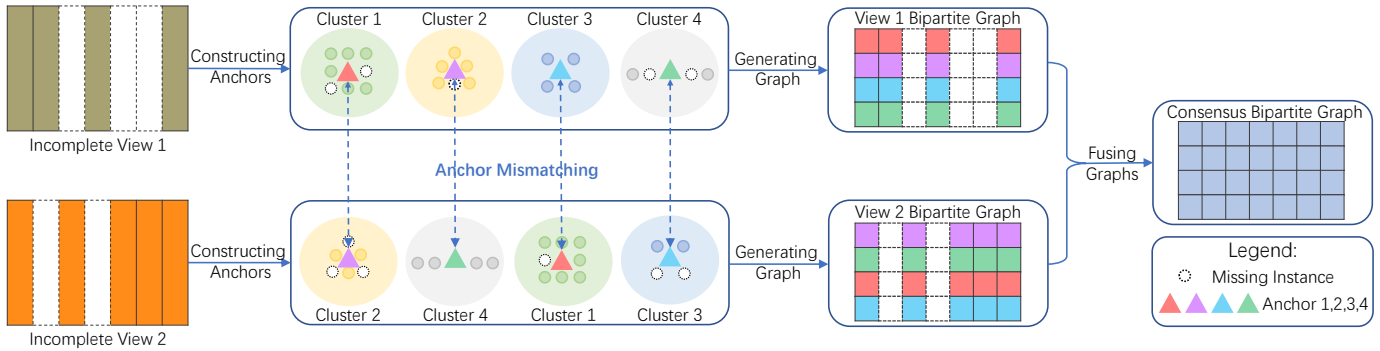 Incomplete View 1
Constructing
Anchors
Cluster 1
Cluster 2
Cluster 3
Cluster 4
Generating
Graph
View 1 Bipartite Graph
Anchor Mismatching
Fusing
Graphs
Consensus Bipartite Graph
Incomplete View 2
Constructing
Anchors
Cluster 2
Cluster 4
Cluster 1
Cluster 3
Generating
Graph
View 2 Bipartite Graph
Legend:
Missing Instance
Anchor 1,2,3,4